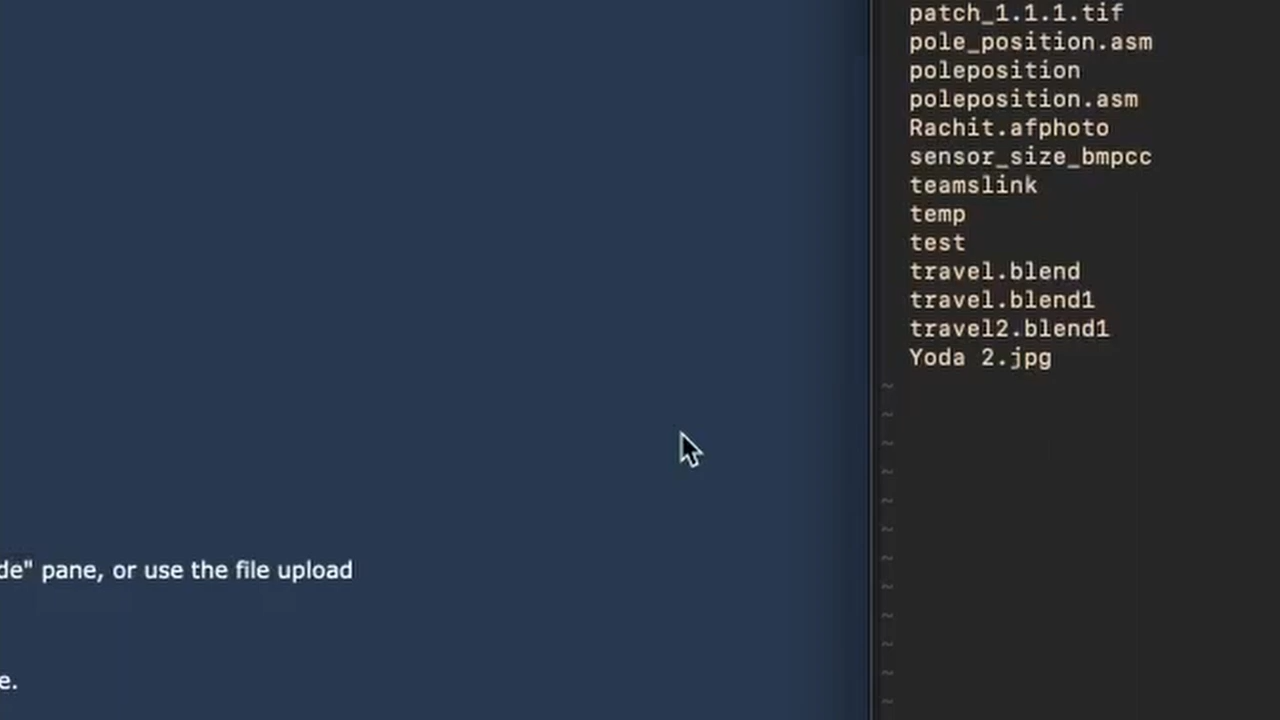 patch_1.1.1.tif
pole_position.asm
poleposition
poleposition.asm
Rachit.afphoto
sensor_size_bmpcc
teamslink
temp
test
travel.blend
travel.blend1
travel2.blend1
Yoda 2.jpg
~
~
~
~
~
~
~
~
~
~
~
~
de" pane, or use the file upload
e.